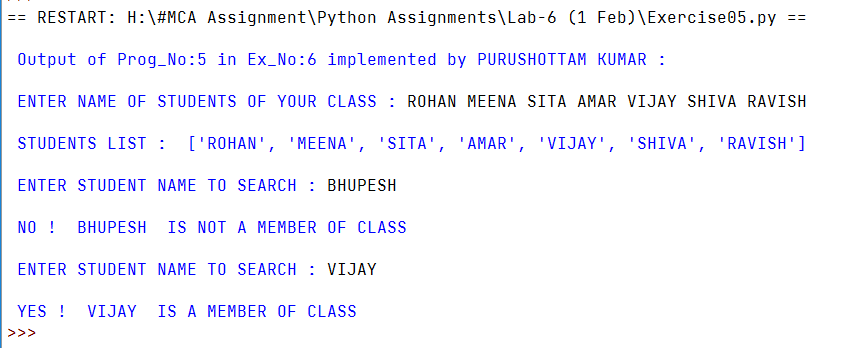 == RESTART: H:\#MCA Assignment\Python Assignments\Lab-6 (1 Feb)\Exercise05.py ==
Output of Prog_No:5 in Ex_No:6 implemented by PURUSHOTTAM KUMAR :
ENTER NAME OF STUDENTS OF YOUR CLASS : ROHAN MEENA SITA AMAR VIJAY SHIVA RAVISH
STUDENTS LIST :  ['ROHAN', 'MEENA', 'SITA', 'AMAR', 'VIJAY', 'SHIVA', 'RAVISH']
ENTER STUDENT NAME TO SEARCH : BHUPESH
NO !  BHUPESH  IS NOT A MEMBER OF CLASS
ENTER STUDENT NAME TO SEARCH : VIJAY
YES !  VIJAY  IS A MEMBER OF CLASS
>>>